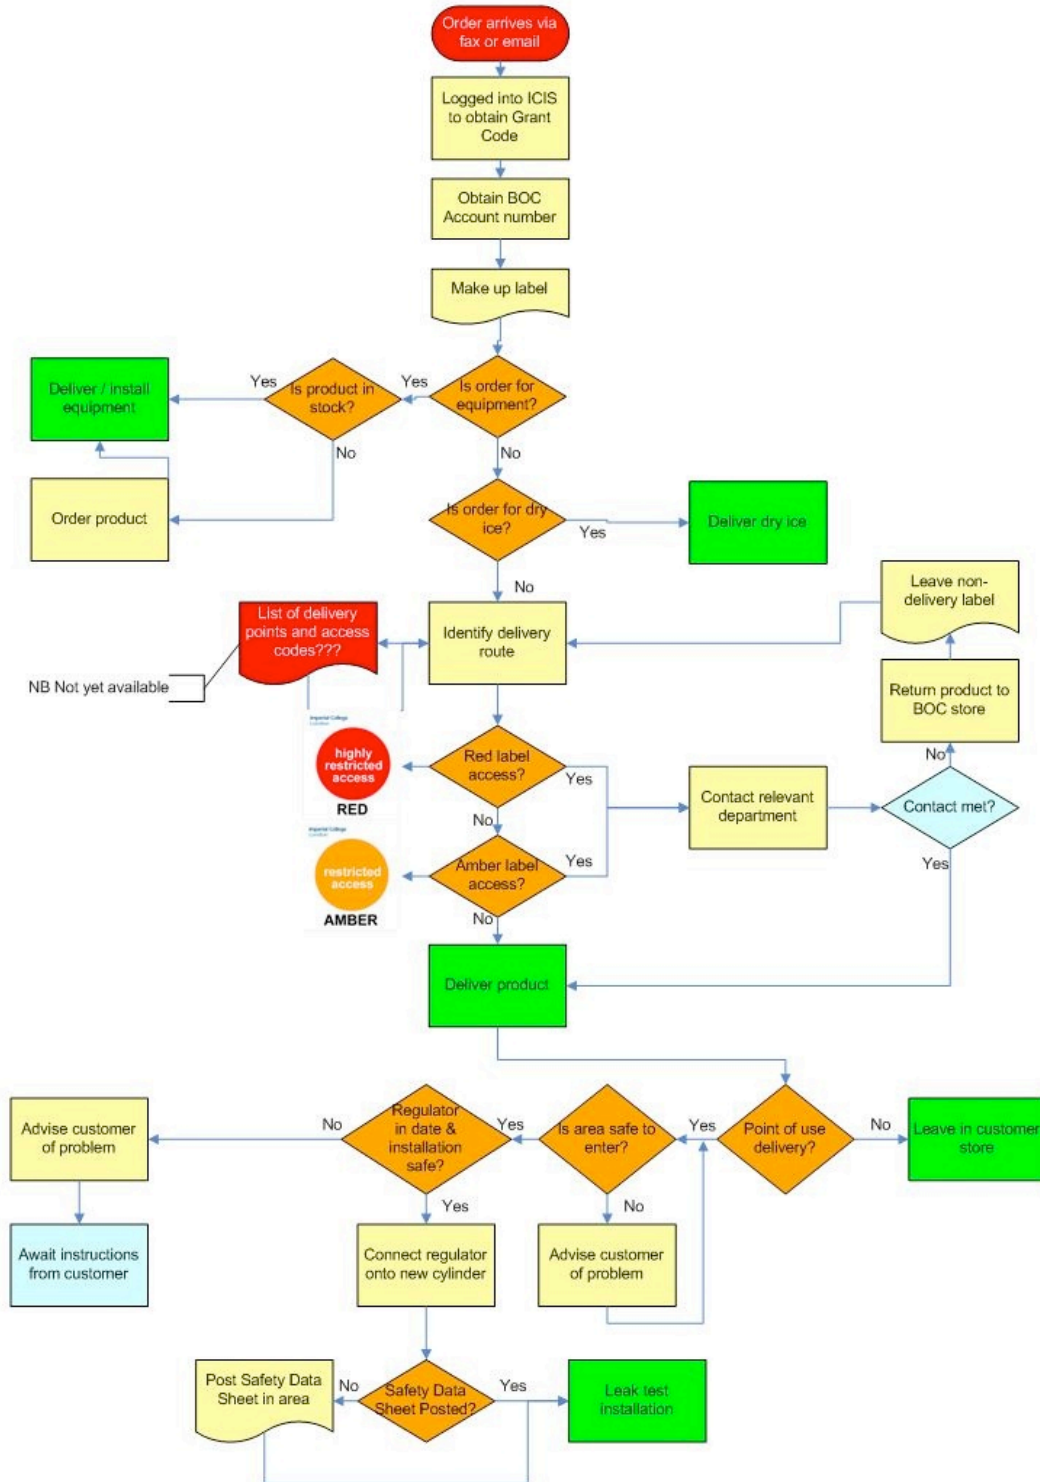 Order arrives via
fax or email
Logged into ICIS
to obtain Grant
Code
Obtain BOC
Account number
Make up label
Deliver / install
equipment
Yes
Is product in
stock?
Yes
Is order for
equipment?
No
No
Order product
Is order for dry
ice?
Yes
Deliver dry ice
No
Leave non-
delivery label
List of delivery
points and access
codes???
Identify delivery
route
NB Not yet available
Return product to
BOC store
Imperial College
London
highly
restricted
access
RED
Red label
access?
Yes
No
Contact relevant
department
No
Contact met?
Yes
Imperial College
London
restricted
access
AMBER
Amber label
access?
Yes
No
Deliver product
Advise customer
of problem
No
Regulator
in date &
installation
safe?
Yes
Is area safe to
enter?
Yes
Point of use
delivery?
No
Leave in customer
store
Yes
No
Await instructions
from customer
Connect regulator
onto new cylinder
Advise customer
of problem
Post Safety Data
Sheet in area
No
Safety Data
Sheet Posted?
Yes
Leak test
installation